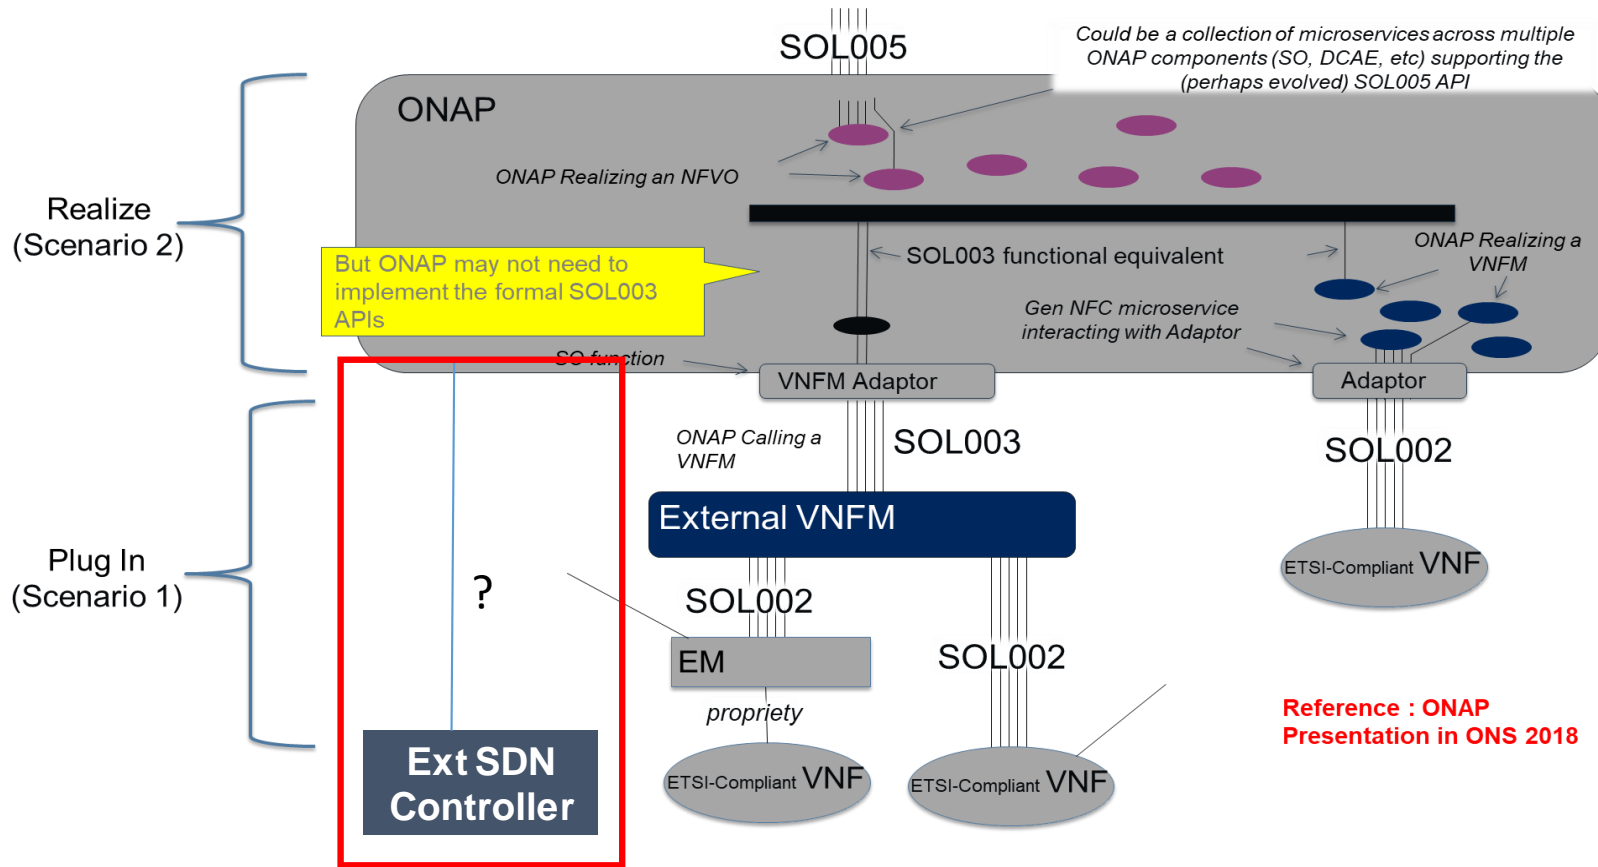 SOL005
Could be a collection of microservices across multiple
ONAP components (SO, DCAE, etc) supporting the
(perhaps evolved) SOL005 API
ONAP
ONAP Realizing an NFVO
Realize
(Scenario 2)
But ONAP may not need to
implement the formal SOL003
APIs
SOL003 functional equivalent
ONAP Realizing a
VNFM
Gen NFC microservice
interacting with Adaptor
SO function
VNFM Adaptor
Adaptor
ONAP Calling a
VNFM
SOL003
SOL002
External VNFM
Plug In
(Scenario 1)
?
SOL002
ETSI-Compliant VNF
EM
SOL002
propriety
Reference : ONAP
Presentation in ONS 2018
Ext SDN
Controller
ETSI-Compliant VNF
ETSI-Compliant VNF